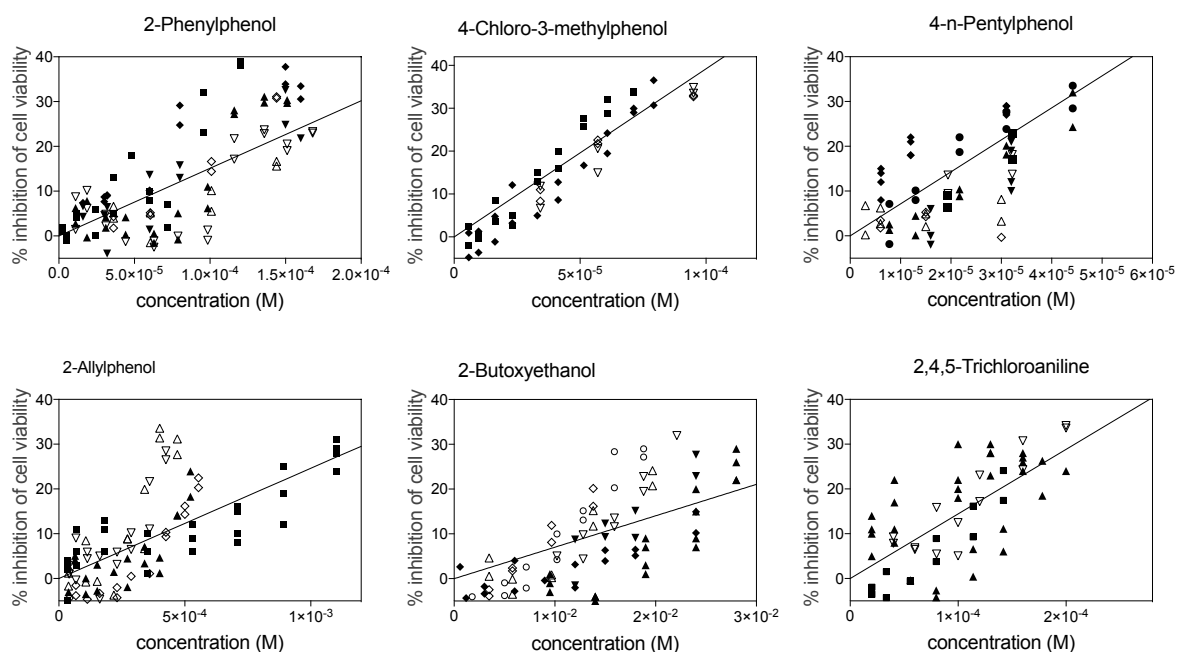 2-Phenylphenol
% inhibition of cell viability
40
30
20
10
0
0.0 5.0×10⁻⁵ 1.0×10⁻⁴ 1.5×10⁻⁴ 2.0×10⁻⁴
concentration (M)
4-Chloro-3-methylphenol
% inhibition of cell viability
40
30
20
10
0
0 5×10⁻⁵ 1×10⁻⁴
concentration (M)
4-n-Pentylphenol
% inhibition of cell viability
40
30
20
10
0
0 1×10⁻⁵ 2×10⁻⁵ 3×10⁻⁵ 4×10⁻⁵ 5×10⁻⁵ 6×10⁻⁵
concentration (M)
2-Allylphenol
% inhibition of cell viability
40
30
20
10
0
0 5×10⁻⁴ 1×10⁻³
concentration (M)
2-Butoxyethanol
% inhibition of cell viability
40
30
20
10
0
0 1×10⁻² 2×10⁻² 3×10⁻²
concentration (M)
2,4,5-Trichloroaniline
% inhibition of cell viability
40
30
20
10
0
0 1×10⁻⁴ 2×10⁻⁴
concentration (M)